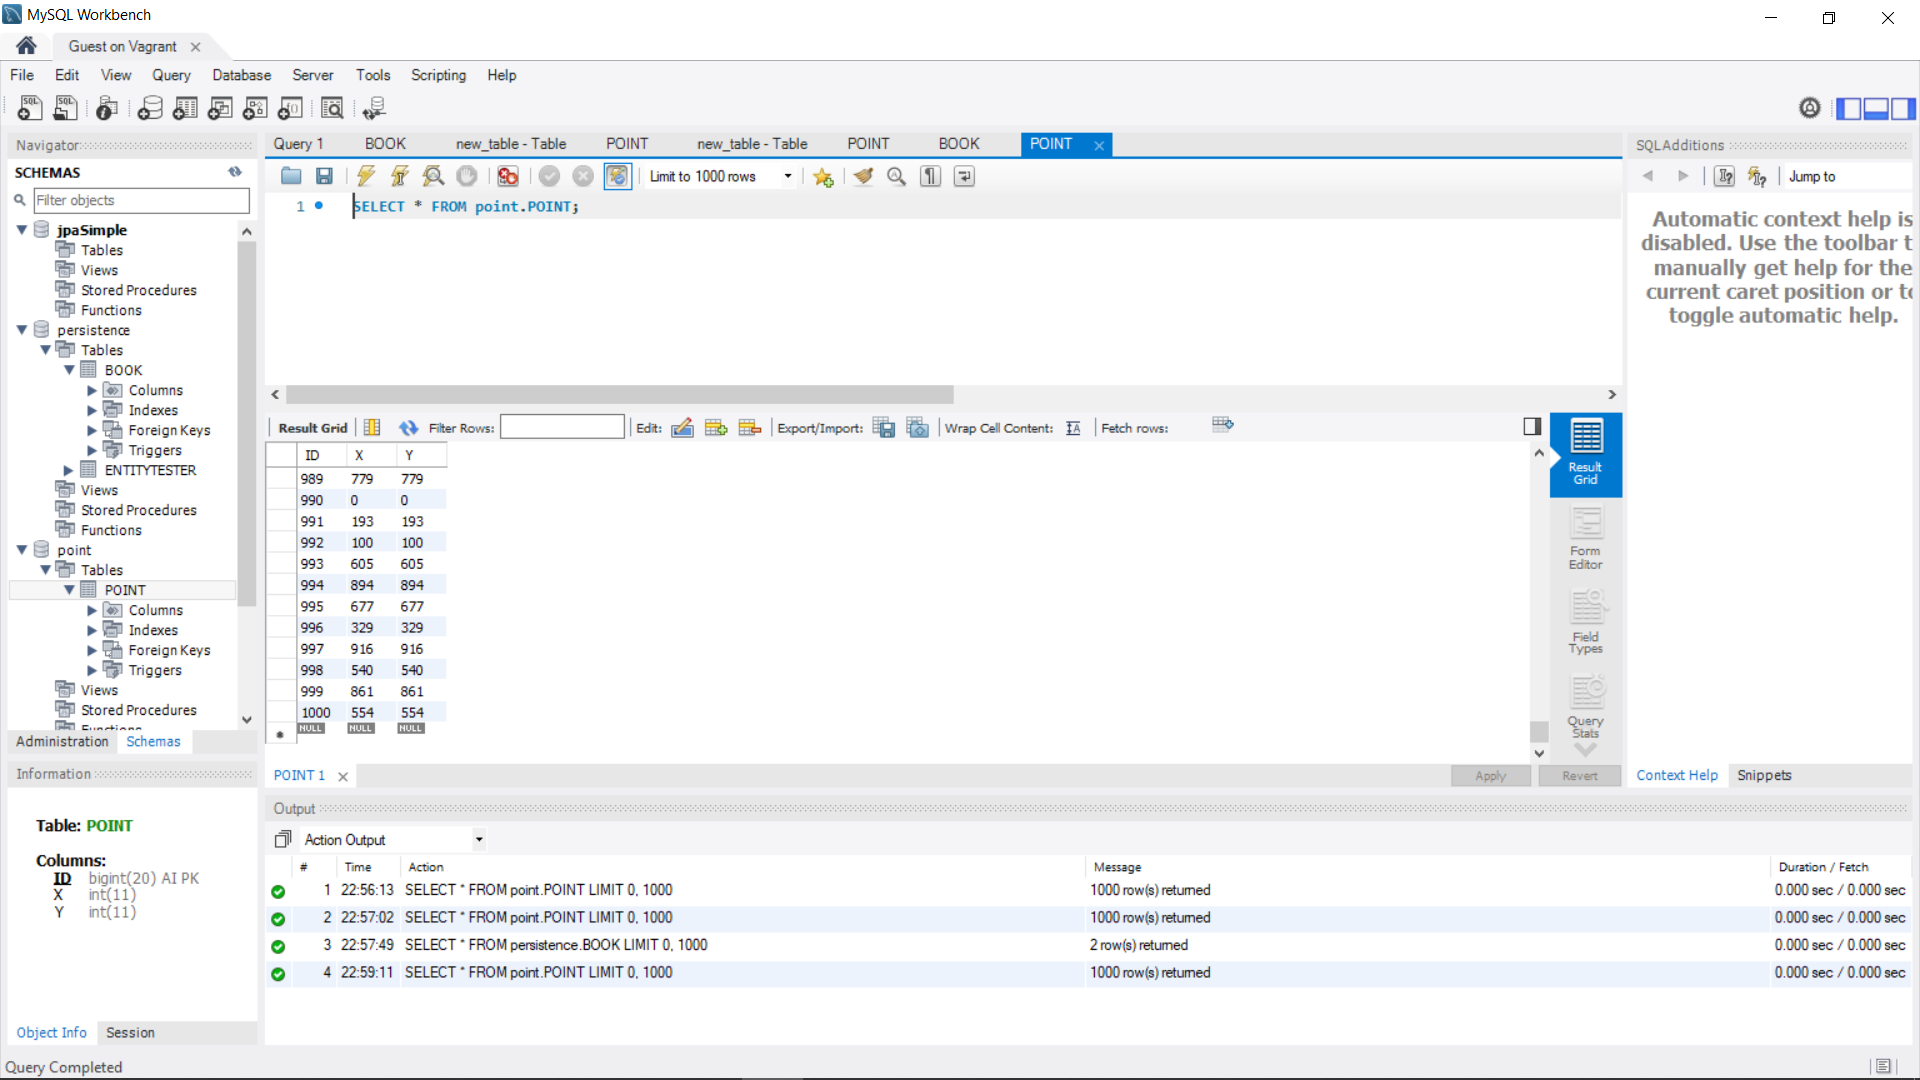 MySQL Workbench
Guest on Vagrant
File Edit View Query Database Server Tools Scripting Help
Navigator
SCHEMAS
Filter objects
jpaSimple
Tables
Views
Stored Procedures
Functions
persistence
Tables
BOOK
Columns
Indexes
Foreign Keys
Triggers
ENTITYTESTER
Views
Stored Procedures
Functions
point
Tables
POINT
Columns
Indexes
Foreign Keys
Triggers
Views
Stored Procedures
Functions
Administration Schemas
Information
Table: POINT
Columns:
ID bigint(20) AI PK
X int(11)
Y int(11)
Object Info Session
Query Completed
Query 1 BOOK new_table - Table POINT new_table - Table POINT BOOK POINT
Limit to 1000 rows
1 SELECT * FROM point.POINT;
Result Grid Filter Rows: Edit: Export/Import: Wrap Cell Content: Fetch rows:
ID X Y
989 779 779
990 0 0
991 193 193
992 100 100
993 605 605
994 894 894
995 677 677
996 329 329
997 916 916
998 540 540
999 861 861
1000 554 554
NULL NULL NULL
Result
Grid
Form
Editor
Field
Types
Query
Stats
POINT 1 Apply Revert
Output
Action Output
# Time Action Message Duration / Fetch
1 22:56:13 SELECT * FROM point.POINT LIMIT 0, 1000 1000 row(s) returned 0.000 sec / 0.000 sec
2 22:57:02 SELECT * FROM point.POINT LIMIT 0, 1000 1000 row(s) returned 0.000 sec / 0.000 sec
3 22:57:49 SELECT * FROM persistence.BOOK LIMIT 0, 1000 2 row(s) returned 0.000 sec / 0.000 sec
4 22:59:11 SELECT * FROM point.POINT LIMIT 0, 1000 1000 row(s) returned 0.000 sec / 0.000 sec
SQLAdditions
Jump to
Automatic context help is
disabled. Use the toolbar t
manually get help for the
current caret position or to
toggle automatic help.
Context Help Snippets